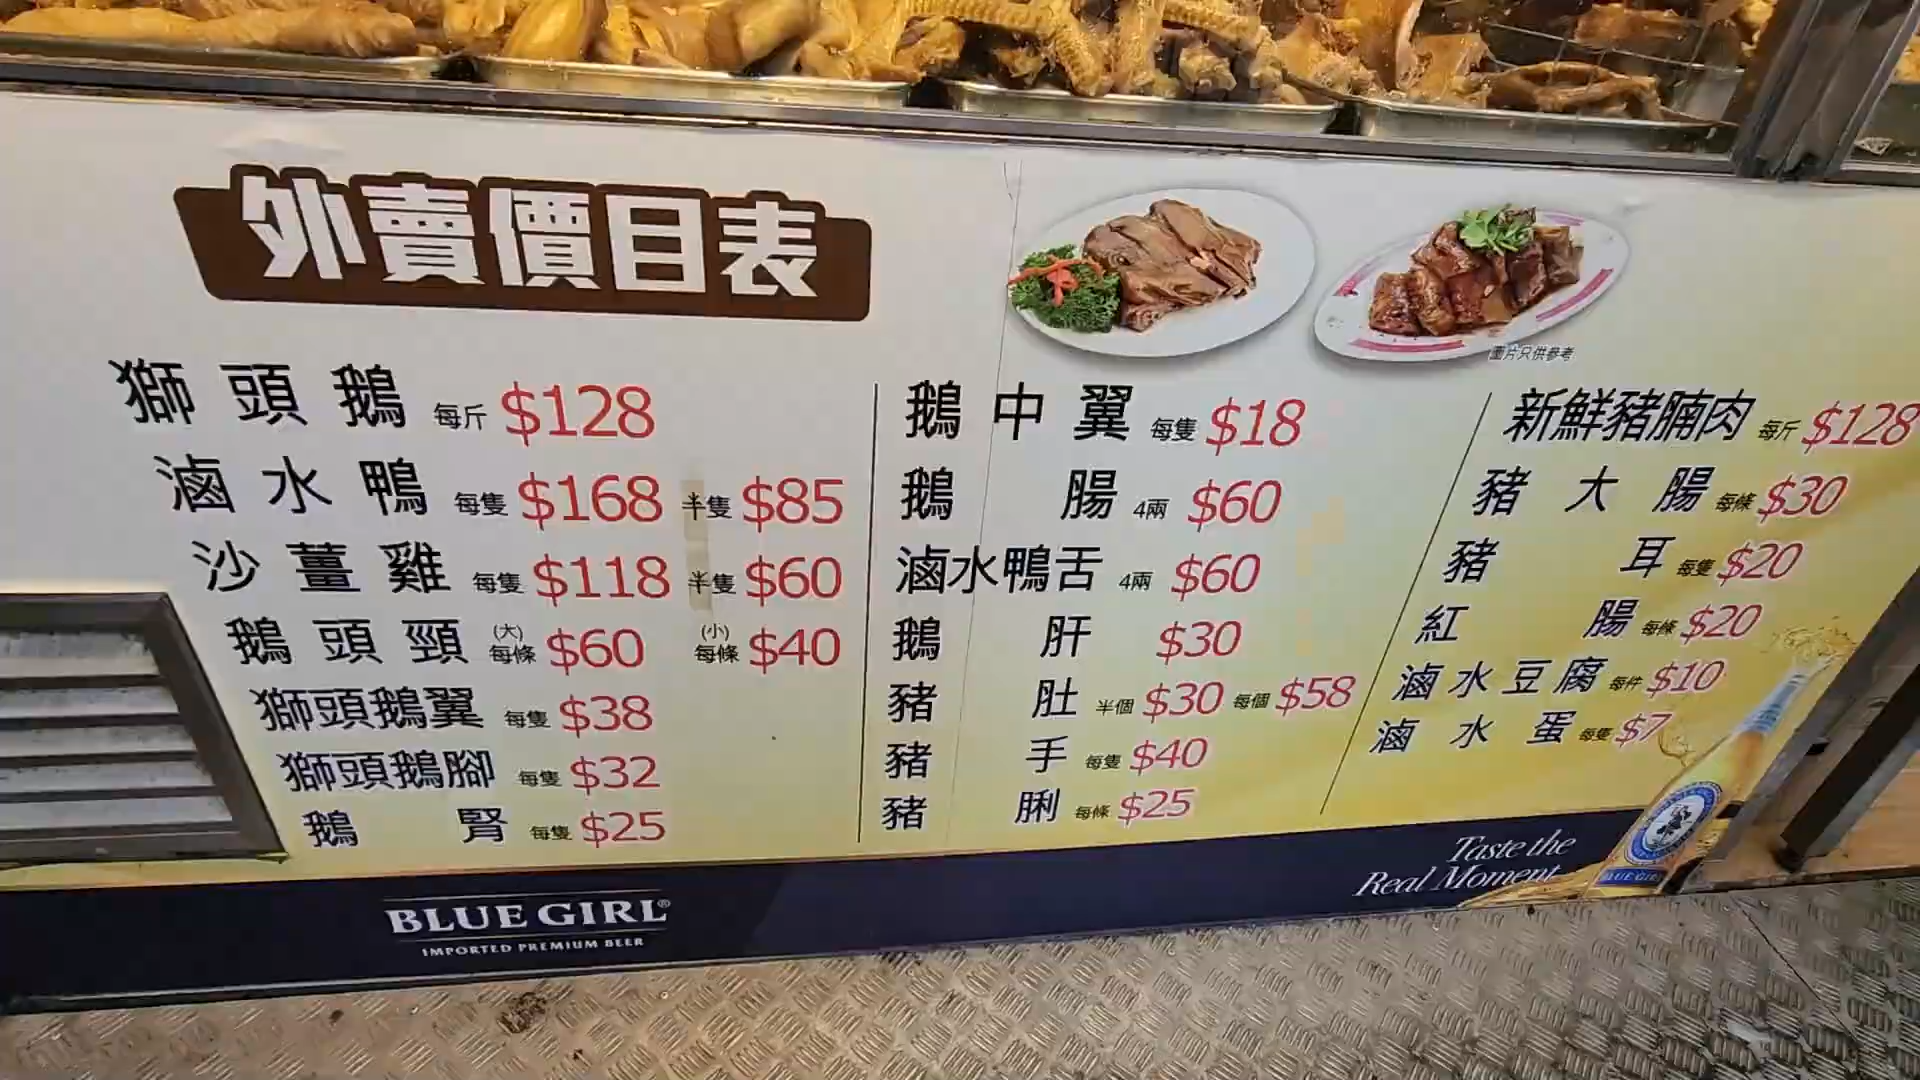 外賣價目表
圖片只供參考
獅頭鵝 每斤 $128
滷水鴨 每隻 $168 半隻 $85
沙薑雞 每隻 $118 半隻 $60
鵝頭頸 (大)每條 $60 (小)每條 $40
獅頭鵝翼 每隻 $38
獅頭鵝腳 每隻 $32
鵝腎 每隻 $25
鵝中翼 每隻 $18
鵝腸 4兩 $60
滷水鴨舌 4兩 $60
鵝肝 $30
豬肚 半個 $30 每個 $58
豬手 每隻 $40
豬脷 每條 $25
新鮮豬腩肉 每斤 $128
豬大腸 每條 $30
豬耳 每隻 $20
紅腸 每條 $20
滷水豆腐 每件 $10
滷水蛋 每隻 $7
BLUE GIRL®
IMPORTED PREMIUM BEER
Taste the
Real Moment
BLUE GIRL